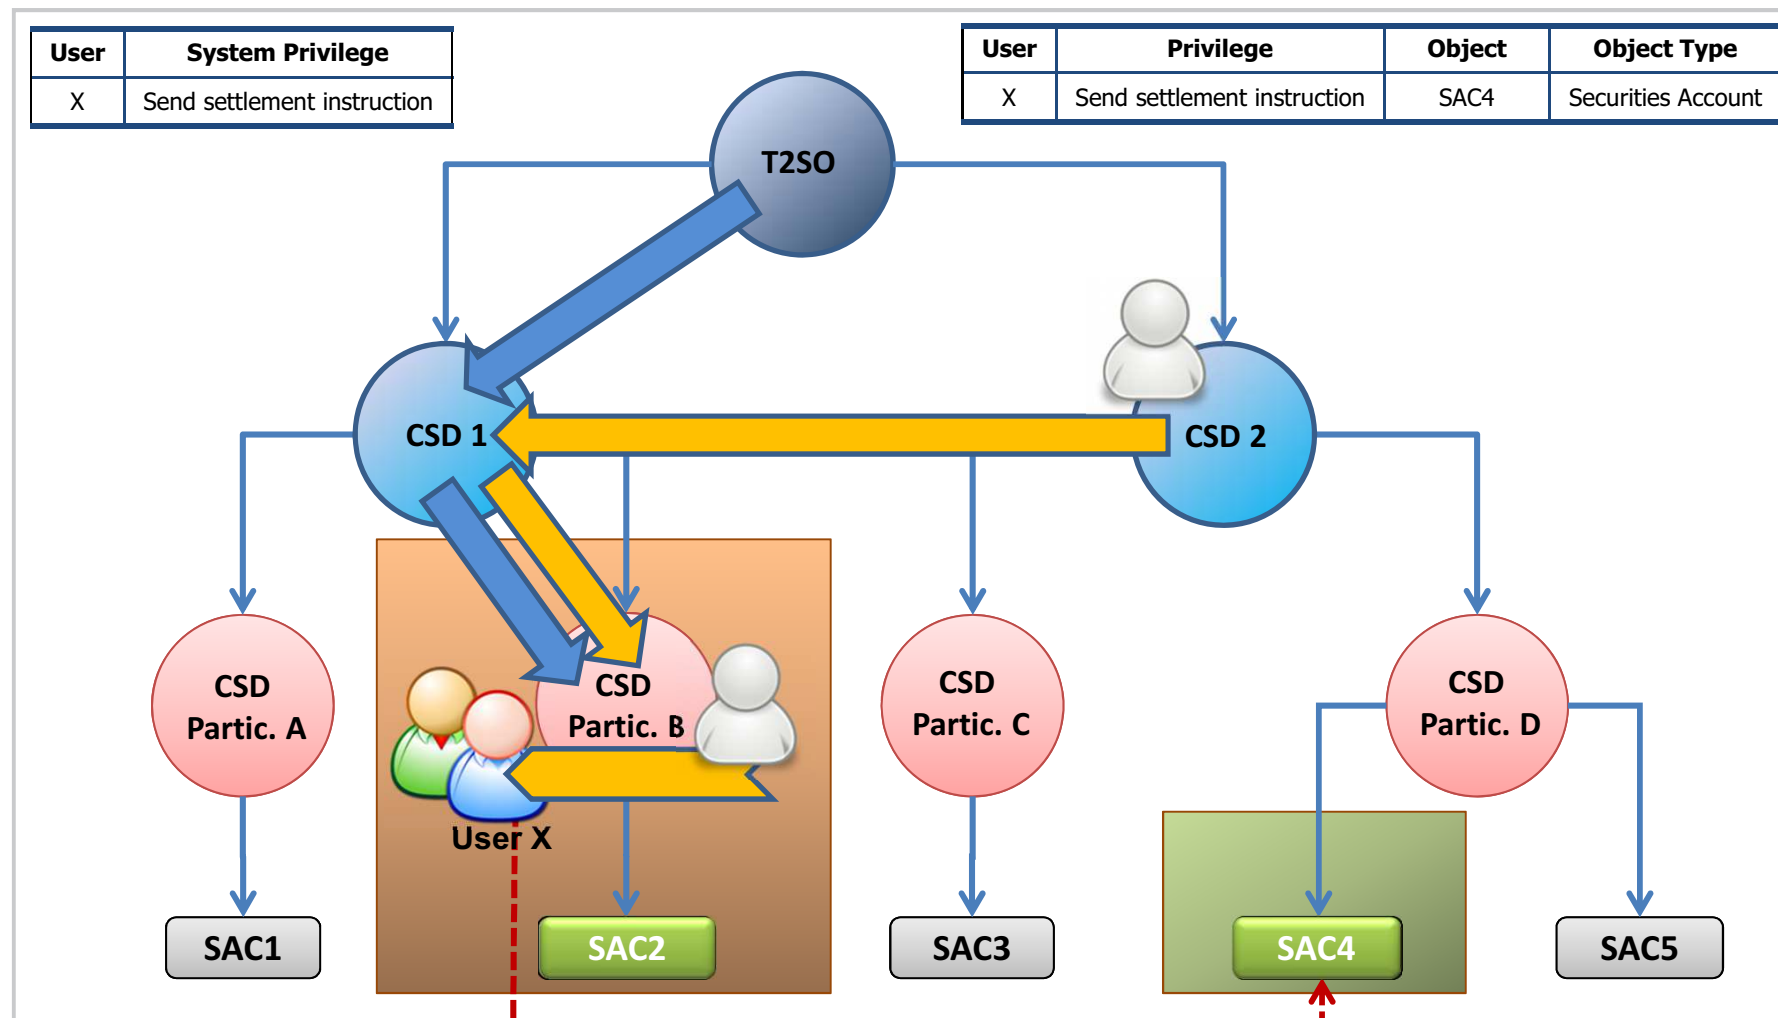 User System Privilege
X Send settlement instruction
User Privilege Object Object Type
X Send settlement instruction SAC4 Securities Account
T2SO
CSD 1
CSD 2
CSD
Partic. A
CSD
Partic. B
CSD
Partic. C
CSD
Partic. D
User X
SAC1
SAC2
SAC3
SAC4
SAC5